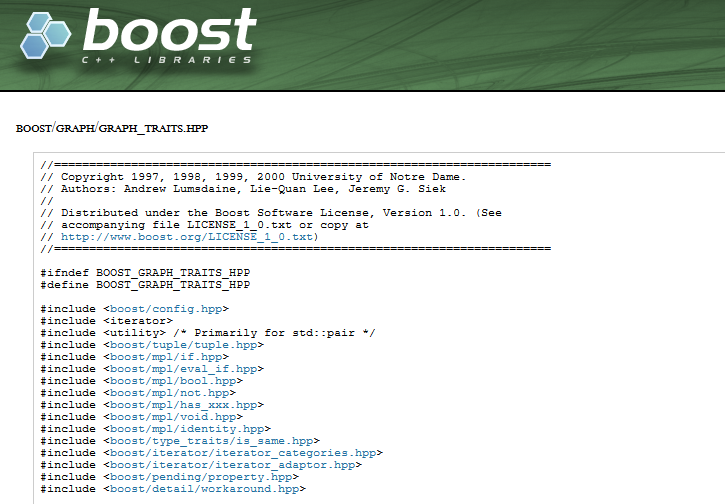 boost
C++ LIBRARIES
BOOST/GRAPH/GRAPH_TRAITS.HPP
//=======================================================================
// Copyright 1997, 1998, 1999, 2000 University of Notre Dame.
// Authors: Andrew Lumsdaine, Lie-Quan Lee, Jeremy G. Siek
//
// Distributed under the Boost Software License, Version 1.0. (See
// accompanying file LICENSE_1_0.txt or copy at
// http://www.boost.org/LICENSE_1_0.txt)
//=======================================================================
#ifndef BOOST_GRAPH_TRAITS_HPP
#define BOOST_GRAPH_TRAITS_HPP
#include <boost/config.hpp>
#include <iterator>
#include <utility> /* Primarily for std::pair */
#include <boost/tuple/tuple.hpp>
#include <boost/mpl/if.hpp>
#include <boost/mpl/eval_if.hpp>
#include <boost/mpl/bool.hpp>
#include <boost/mpl/not.hpp>
#include <boost/mpl/has_xxx.hpp>
#include <boost/mpl/void.hpp>
#include <boost/mpl/identity.hpp>
#include <boost/type_traits/is_same.hpp>
#include <boost/iterator/iterator_categories.hpp>
#include <boost/iterator/iterator_adaptor.hpp>
#include <boost/pending/property.hpp>
#include <boost/detail/workaround.hpp>